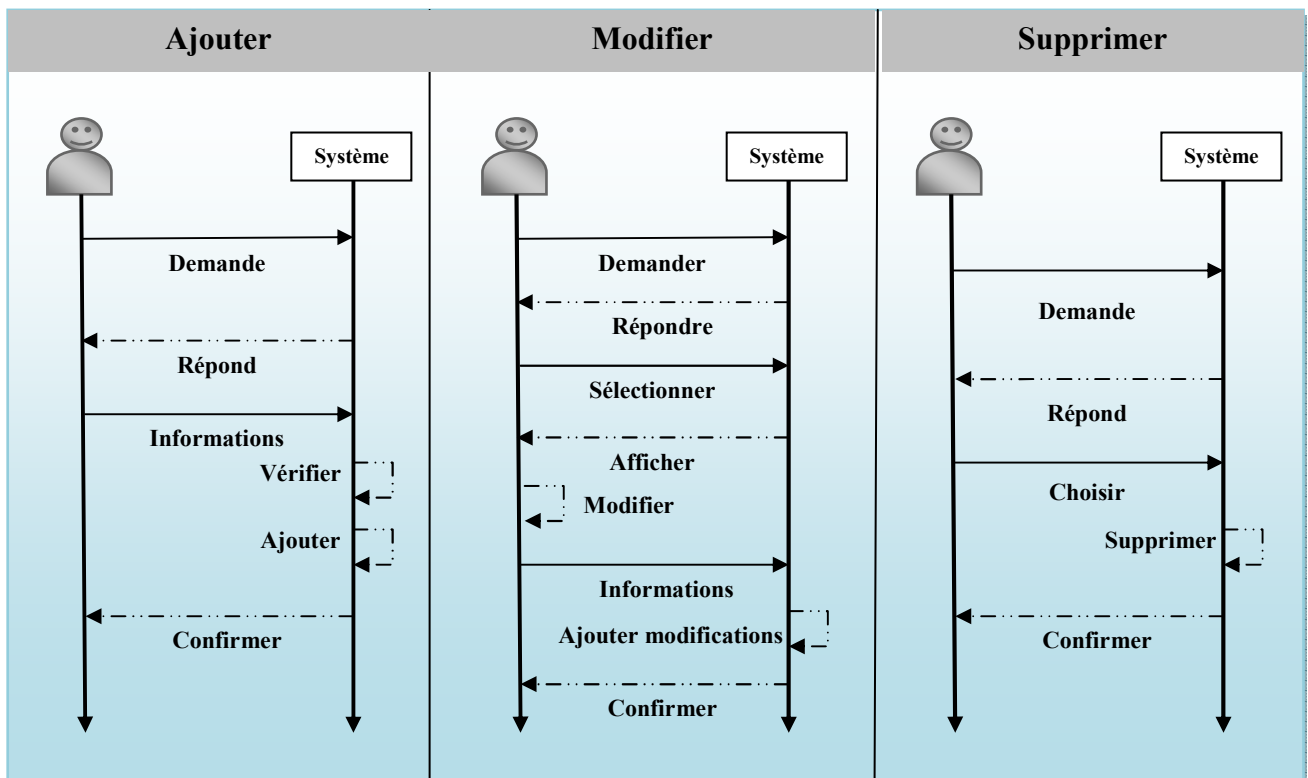 Ajouter
Système
Demande
Répond
Informations
Vérifier
Ajouter
Confirmer
Modifier
Système
Demander
Répondre
Sélectionner
Afficher
Modifier
Informations
Ajouter modifications
Confirmer
Supprimer
Système
Demande
Répond
Choisir
Supprimer
Confirmer